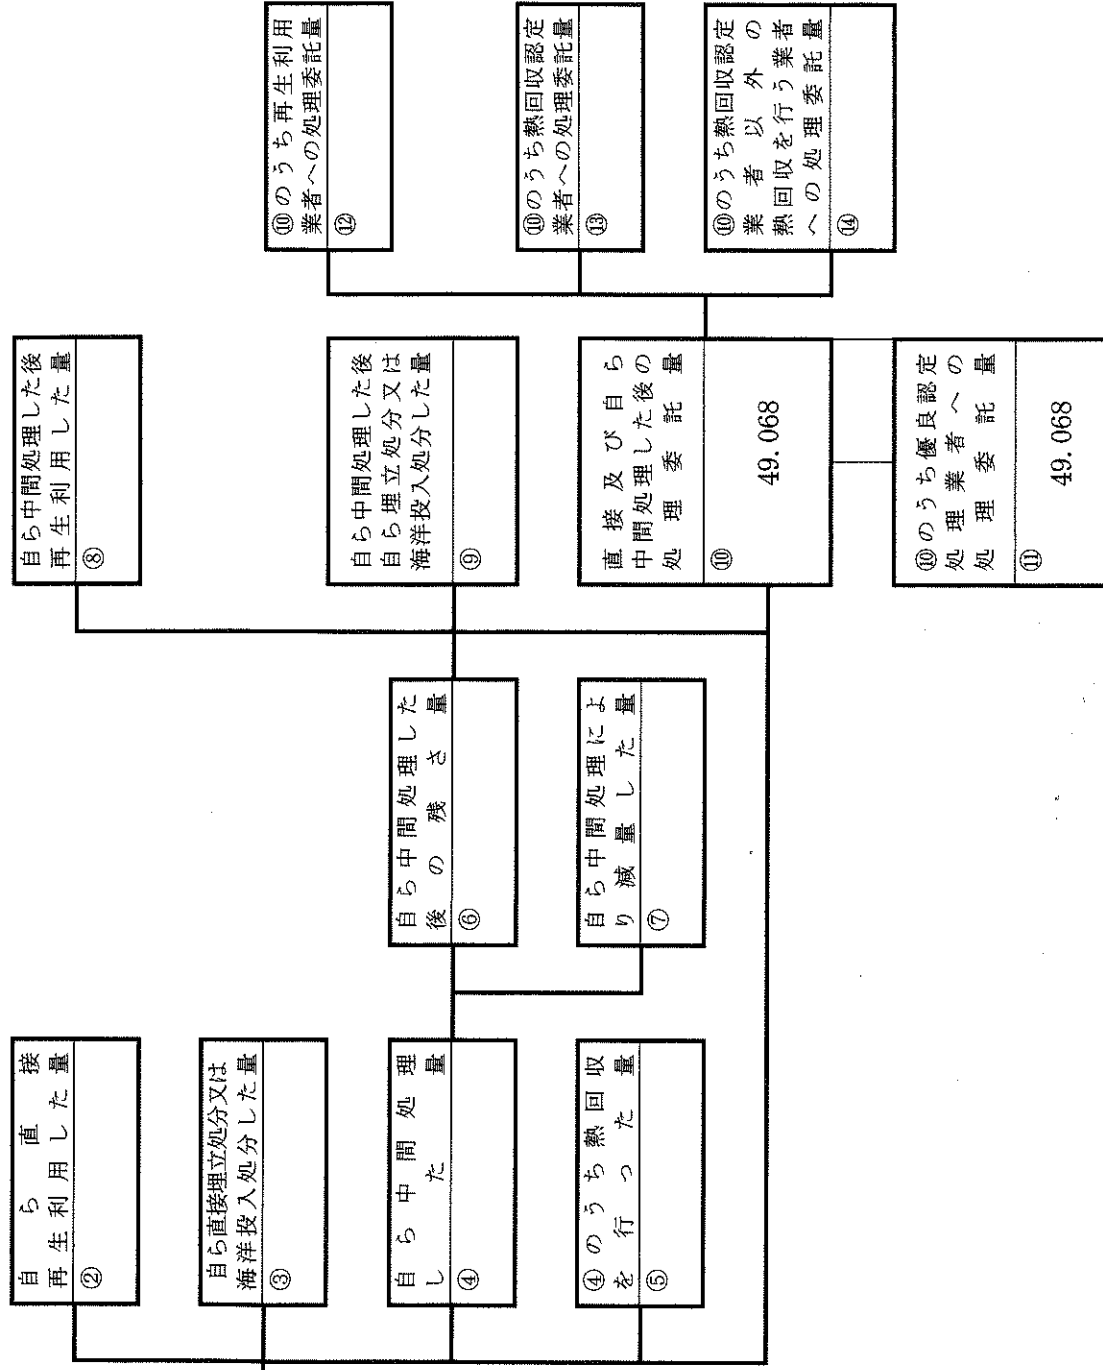 自ら直接
再生利用した量
②
自ら直接埋立処分又は
海洋投入処分した量
③
自ら中間処理
した量
④
④のうち熱回収
を行った量
⑤
自ら中間処理した
後の残さ量
⑥
自ら中間処理によ
り減量した量
⑦
自ら中間処理した後
再生利用した量
⑧
自ら中間処理した後
自ら埋立処分又は
海洋投入処分した量
⑨
直接及び自ら
中間処理した後の
処理委託量
⑩
49.068
⑩のうち優良認定
処理業者への
処理委託量
⑪
49.068
⑩のうち再生利用
業者への処理委託量
⑫
⑩のうち熱回収認定
業者への処理委託量
⑬
⑩のうち熱回収認定
業者以外の
熱回収を行う業者
への処理委託量
⑭